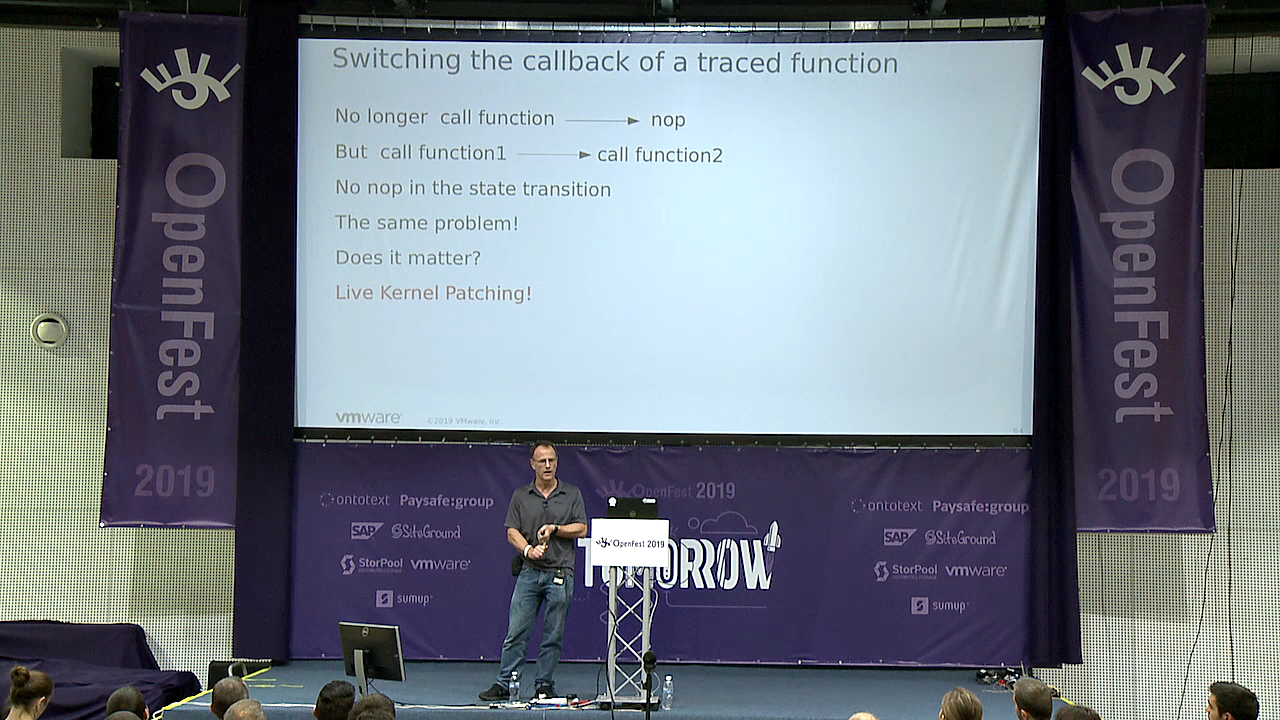 Switching the callback of a traced function
No longer call function nop
But call function1 call function2
No nop in the state transition
The same problem!
Does it matter?
Live Kernel Patching!
vmware
©2019 VMware, Inc.
OpenFest
2019
OpenFest
2019
ontotext Paysafe:group
SAP SiteGround
StorPool vmware
sumup
OpenFest 2019
OpenFest 2019
ontotext Paysafe:group
SAP SiteGround
StorPool vmware
sumup